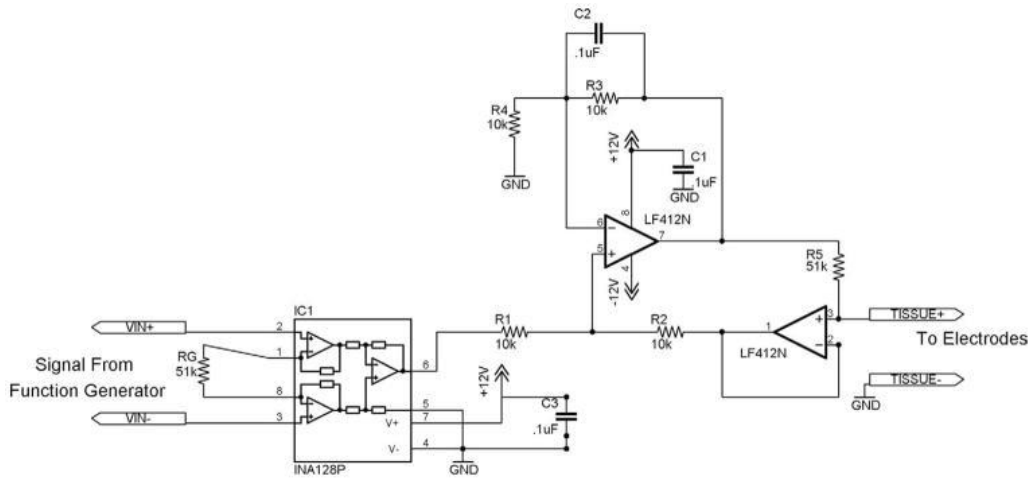 C2
.1uF
R3
10k
R4
10k
GND
+12V
C1
.1uF
GND
8
LF412N
6
7
5
4
-12V
R5
51k
IC1
VIN+
2
R1
10k
R2
10k
1
3
2
LF412N
TISSUE+
To Electrodes
TISSUE-
GND
Signal From
Function Generator
RG
51k
1
6
+12V
8
C3
.1uF
VIN-
3
5
V+
7
V-
4
GND
INA128P